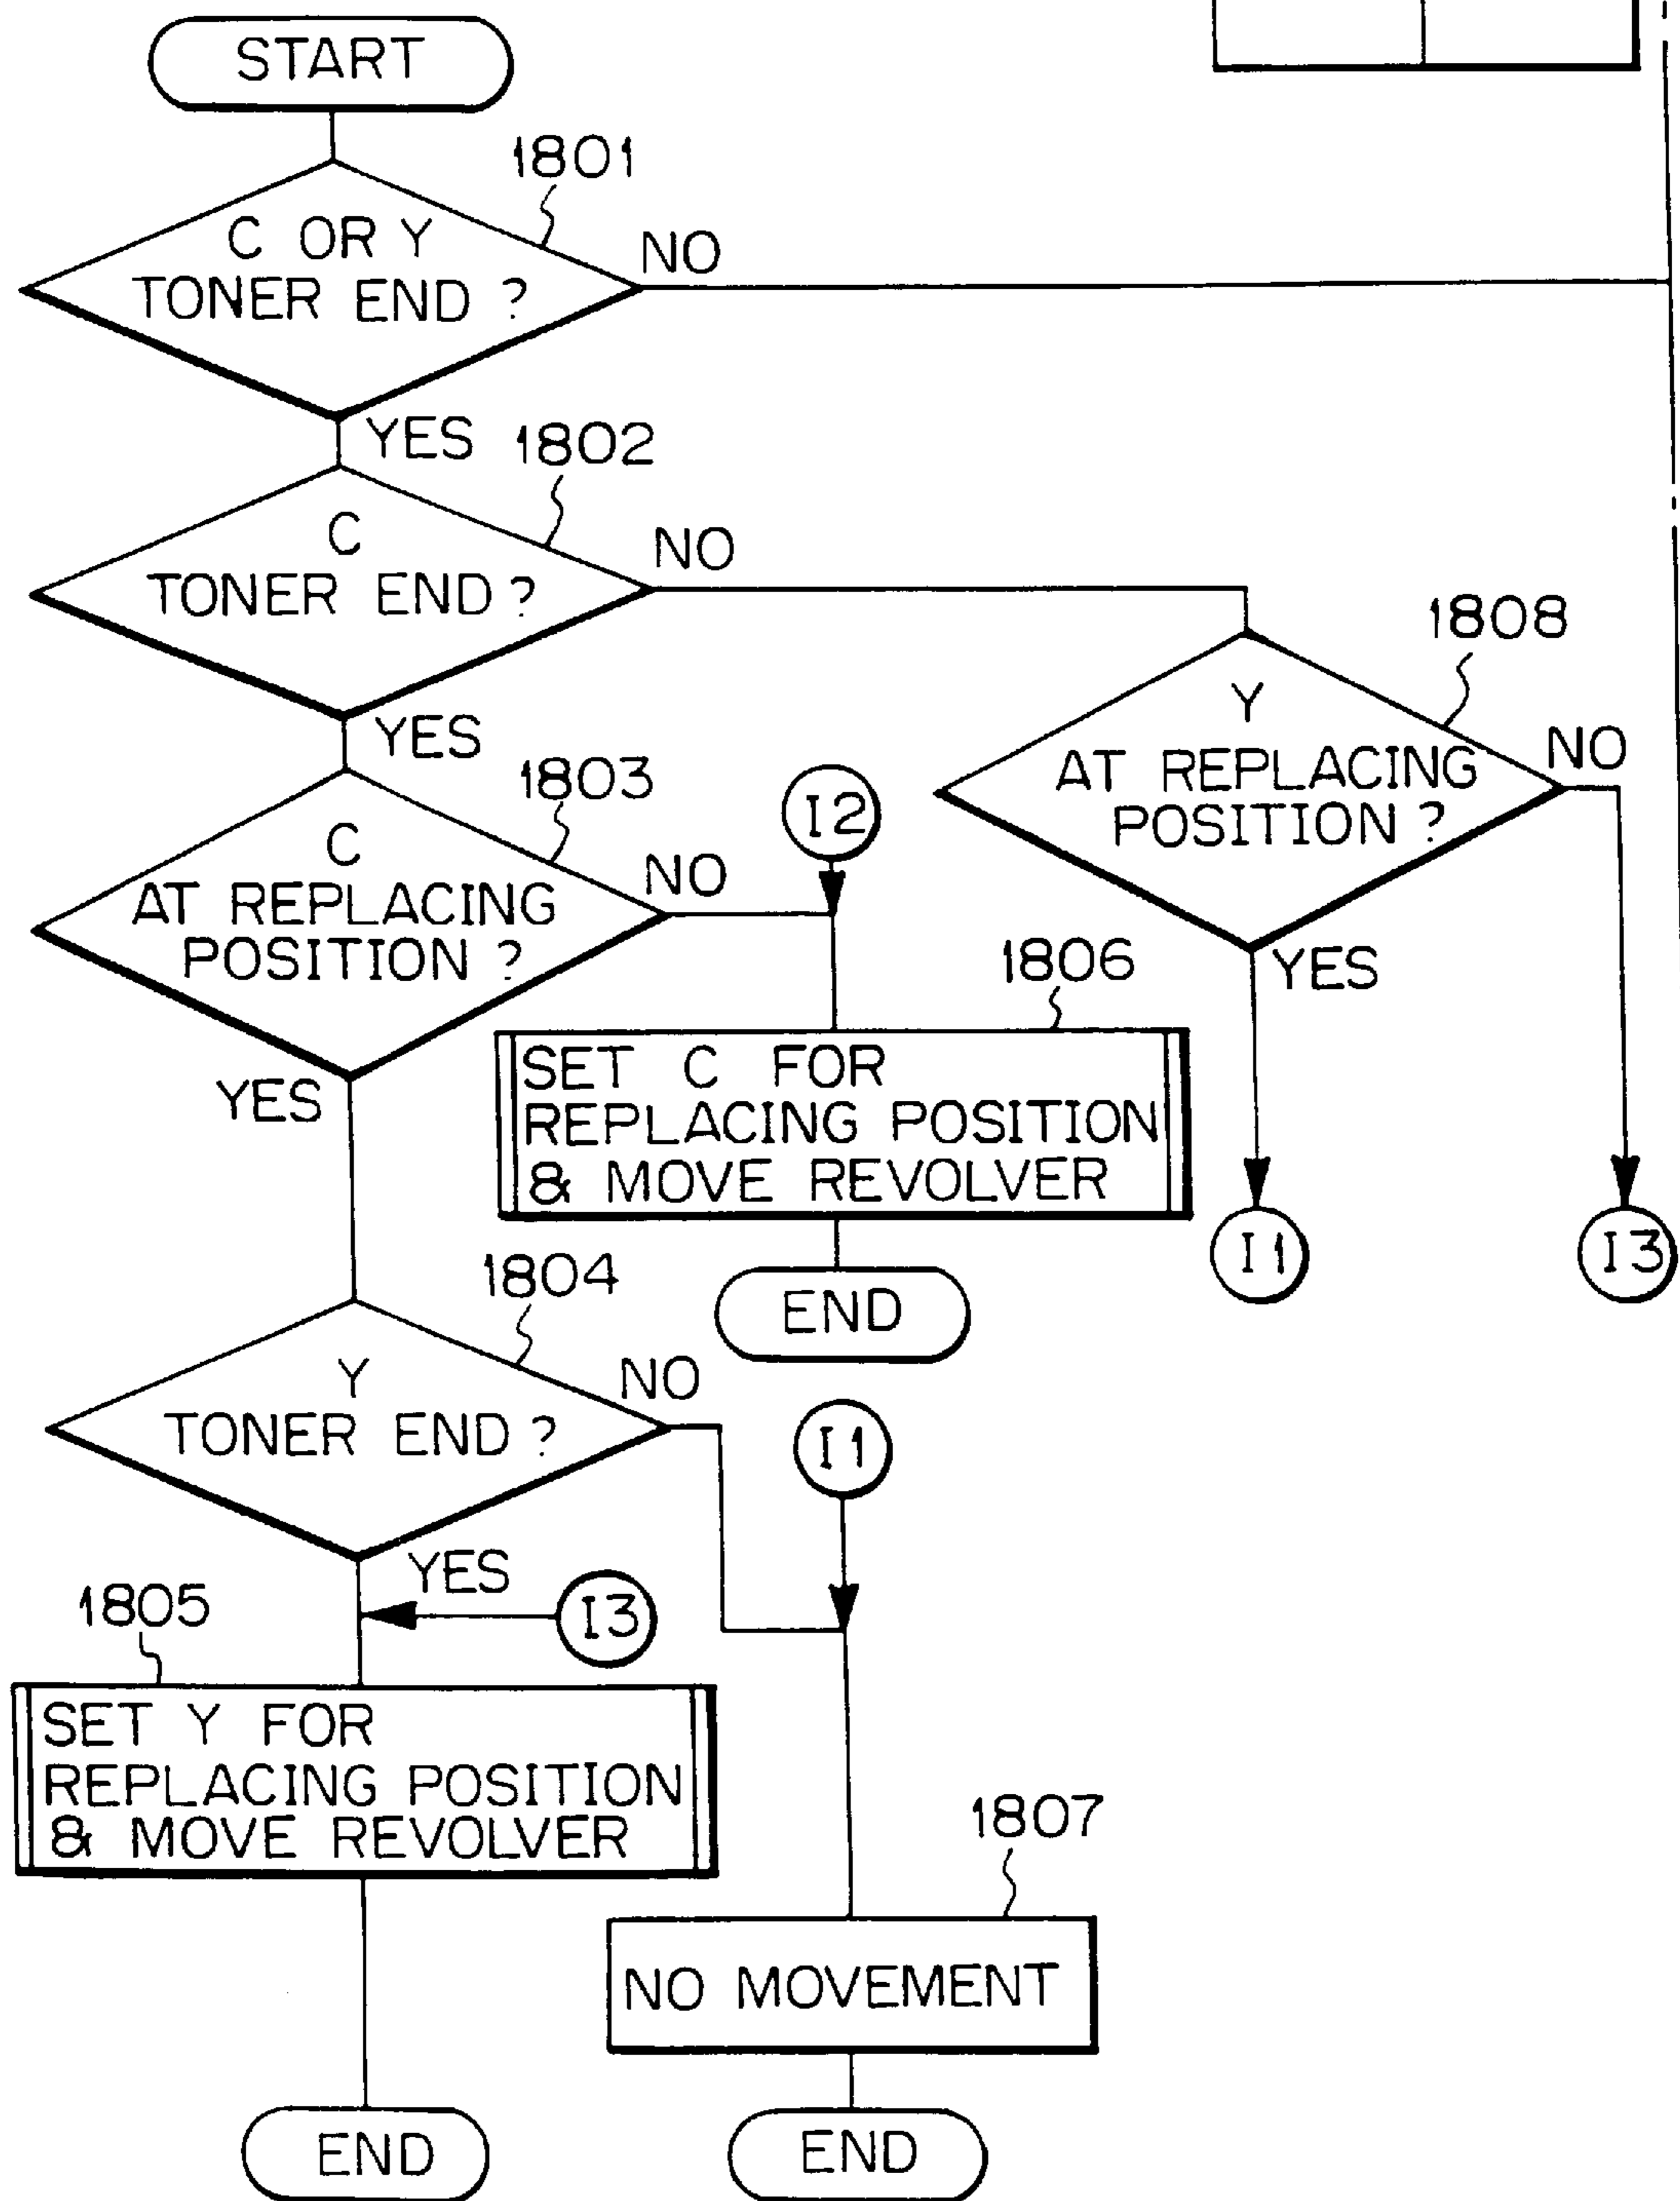 START
1801
C OR Y
TONER END ?
NO
YES
1802
C
TONER END ?
NO
1808
YES
Y
AT REPLACING
POSITION ?
NO
1803
I2
C
AT REPLACING
POSITION ?
NO
YES
1806
YES
SET C FOR
REPLACING POSITION
& MOVE REVOLVER
I1
I3
1804
END
Y
TONER END ?
NO
I1
YES
1805
I3
SET Y FOR
REPLACING POSITION
& MOVE REVOLVER
1807
NO MOVEMENT
END
END